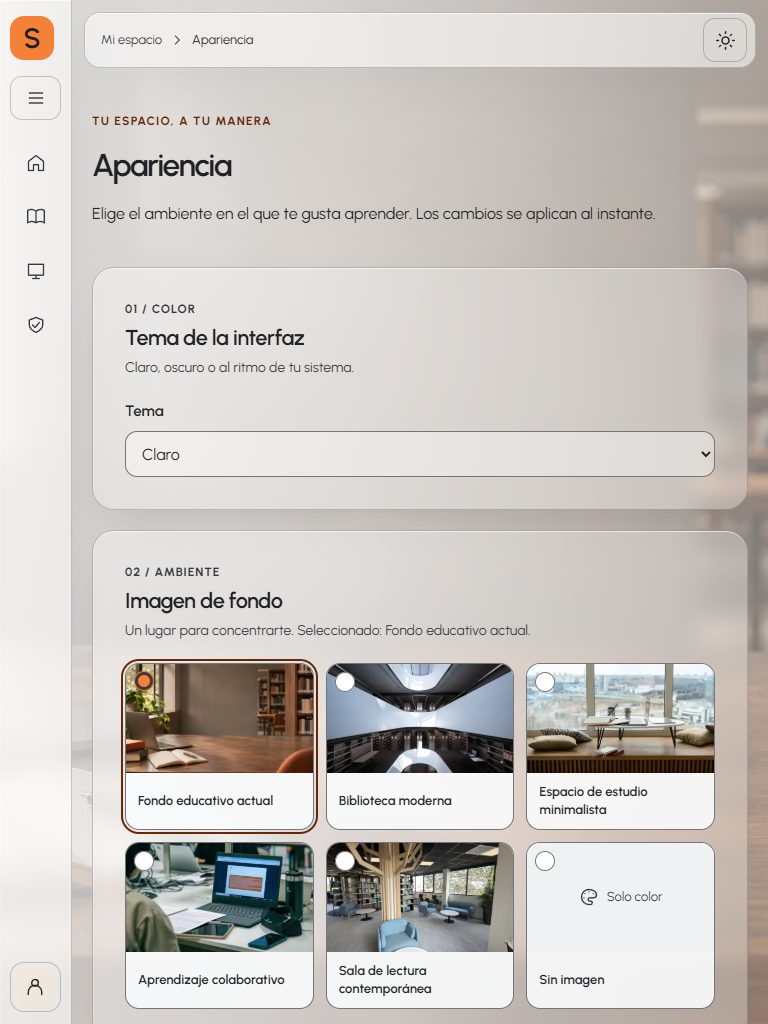 S
Mi espacio > Apariencia
TU ESPACIO, A TU MANERA
Apariencia
Elige el ambiente en el que te gusta aprender. Los cambios se aplican al instante.
01 / COLOR
Tema de la interfaz
Claro, oscuro o al ritmo de tu sistema.
Tema
Claro
02 / AMBIENTE
Imagen de fondo
Un lugar para concentrarte. Seleccionado: Fondo educativo actual.
Fondo educativo actual
Biblioteca moderna
Espacio de estudio
minimalista
Solo color
Aprendizaje colaborativo
Sala de lectura
contemporánea
Sin imagen